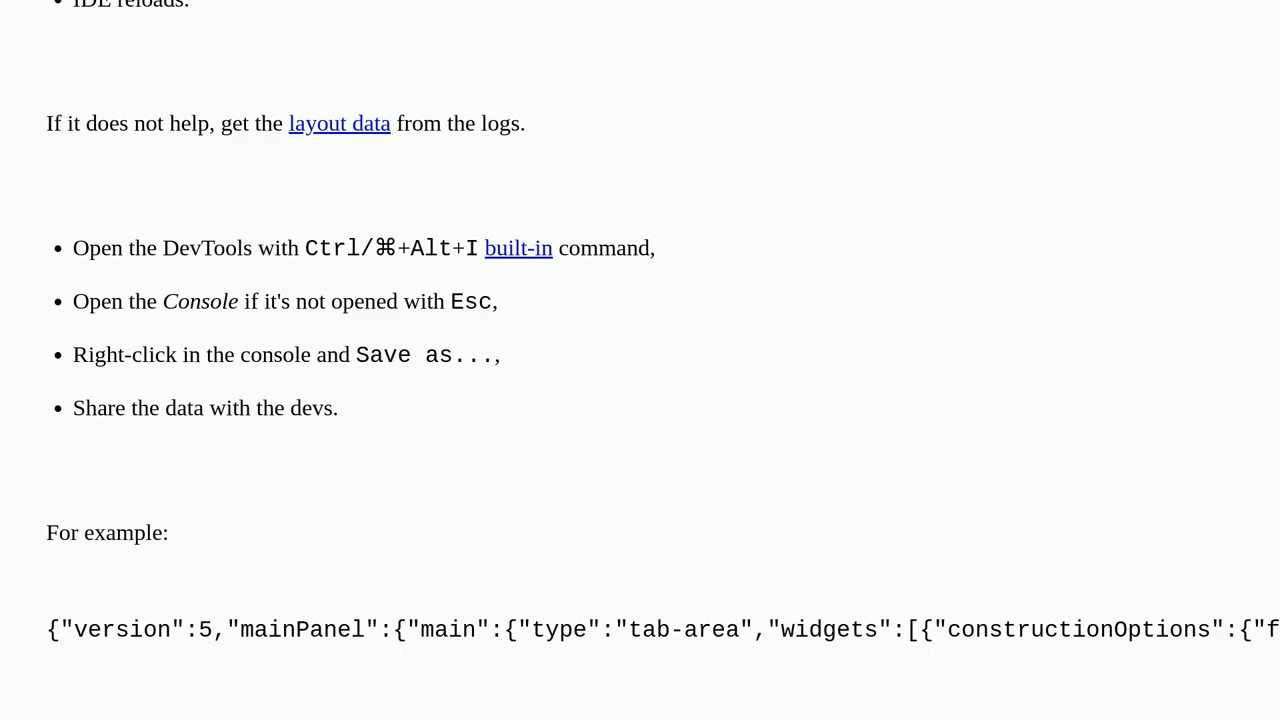 IDE reloads.
If it does not help, get the layout data from the logs.
Open the DevTools with Ctrl/⌘+Alt+I built-in command,
Open the Console if it's not opened with Esc,
Right-click in the console and Save as...,
Share the data with the devs.
For example:
{"version":5,"mainPanel":{"main":{"type":"tab-area","widgets":[{"constructionOptions":{"f